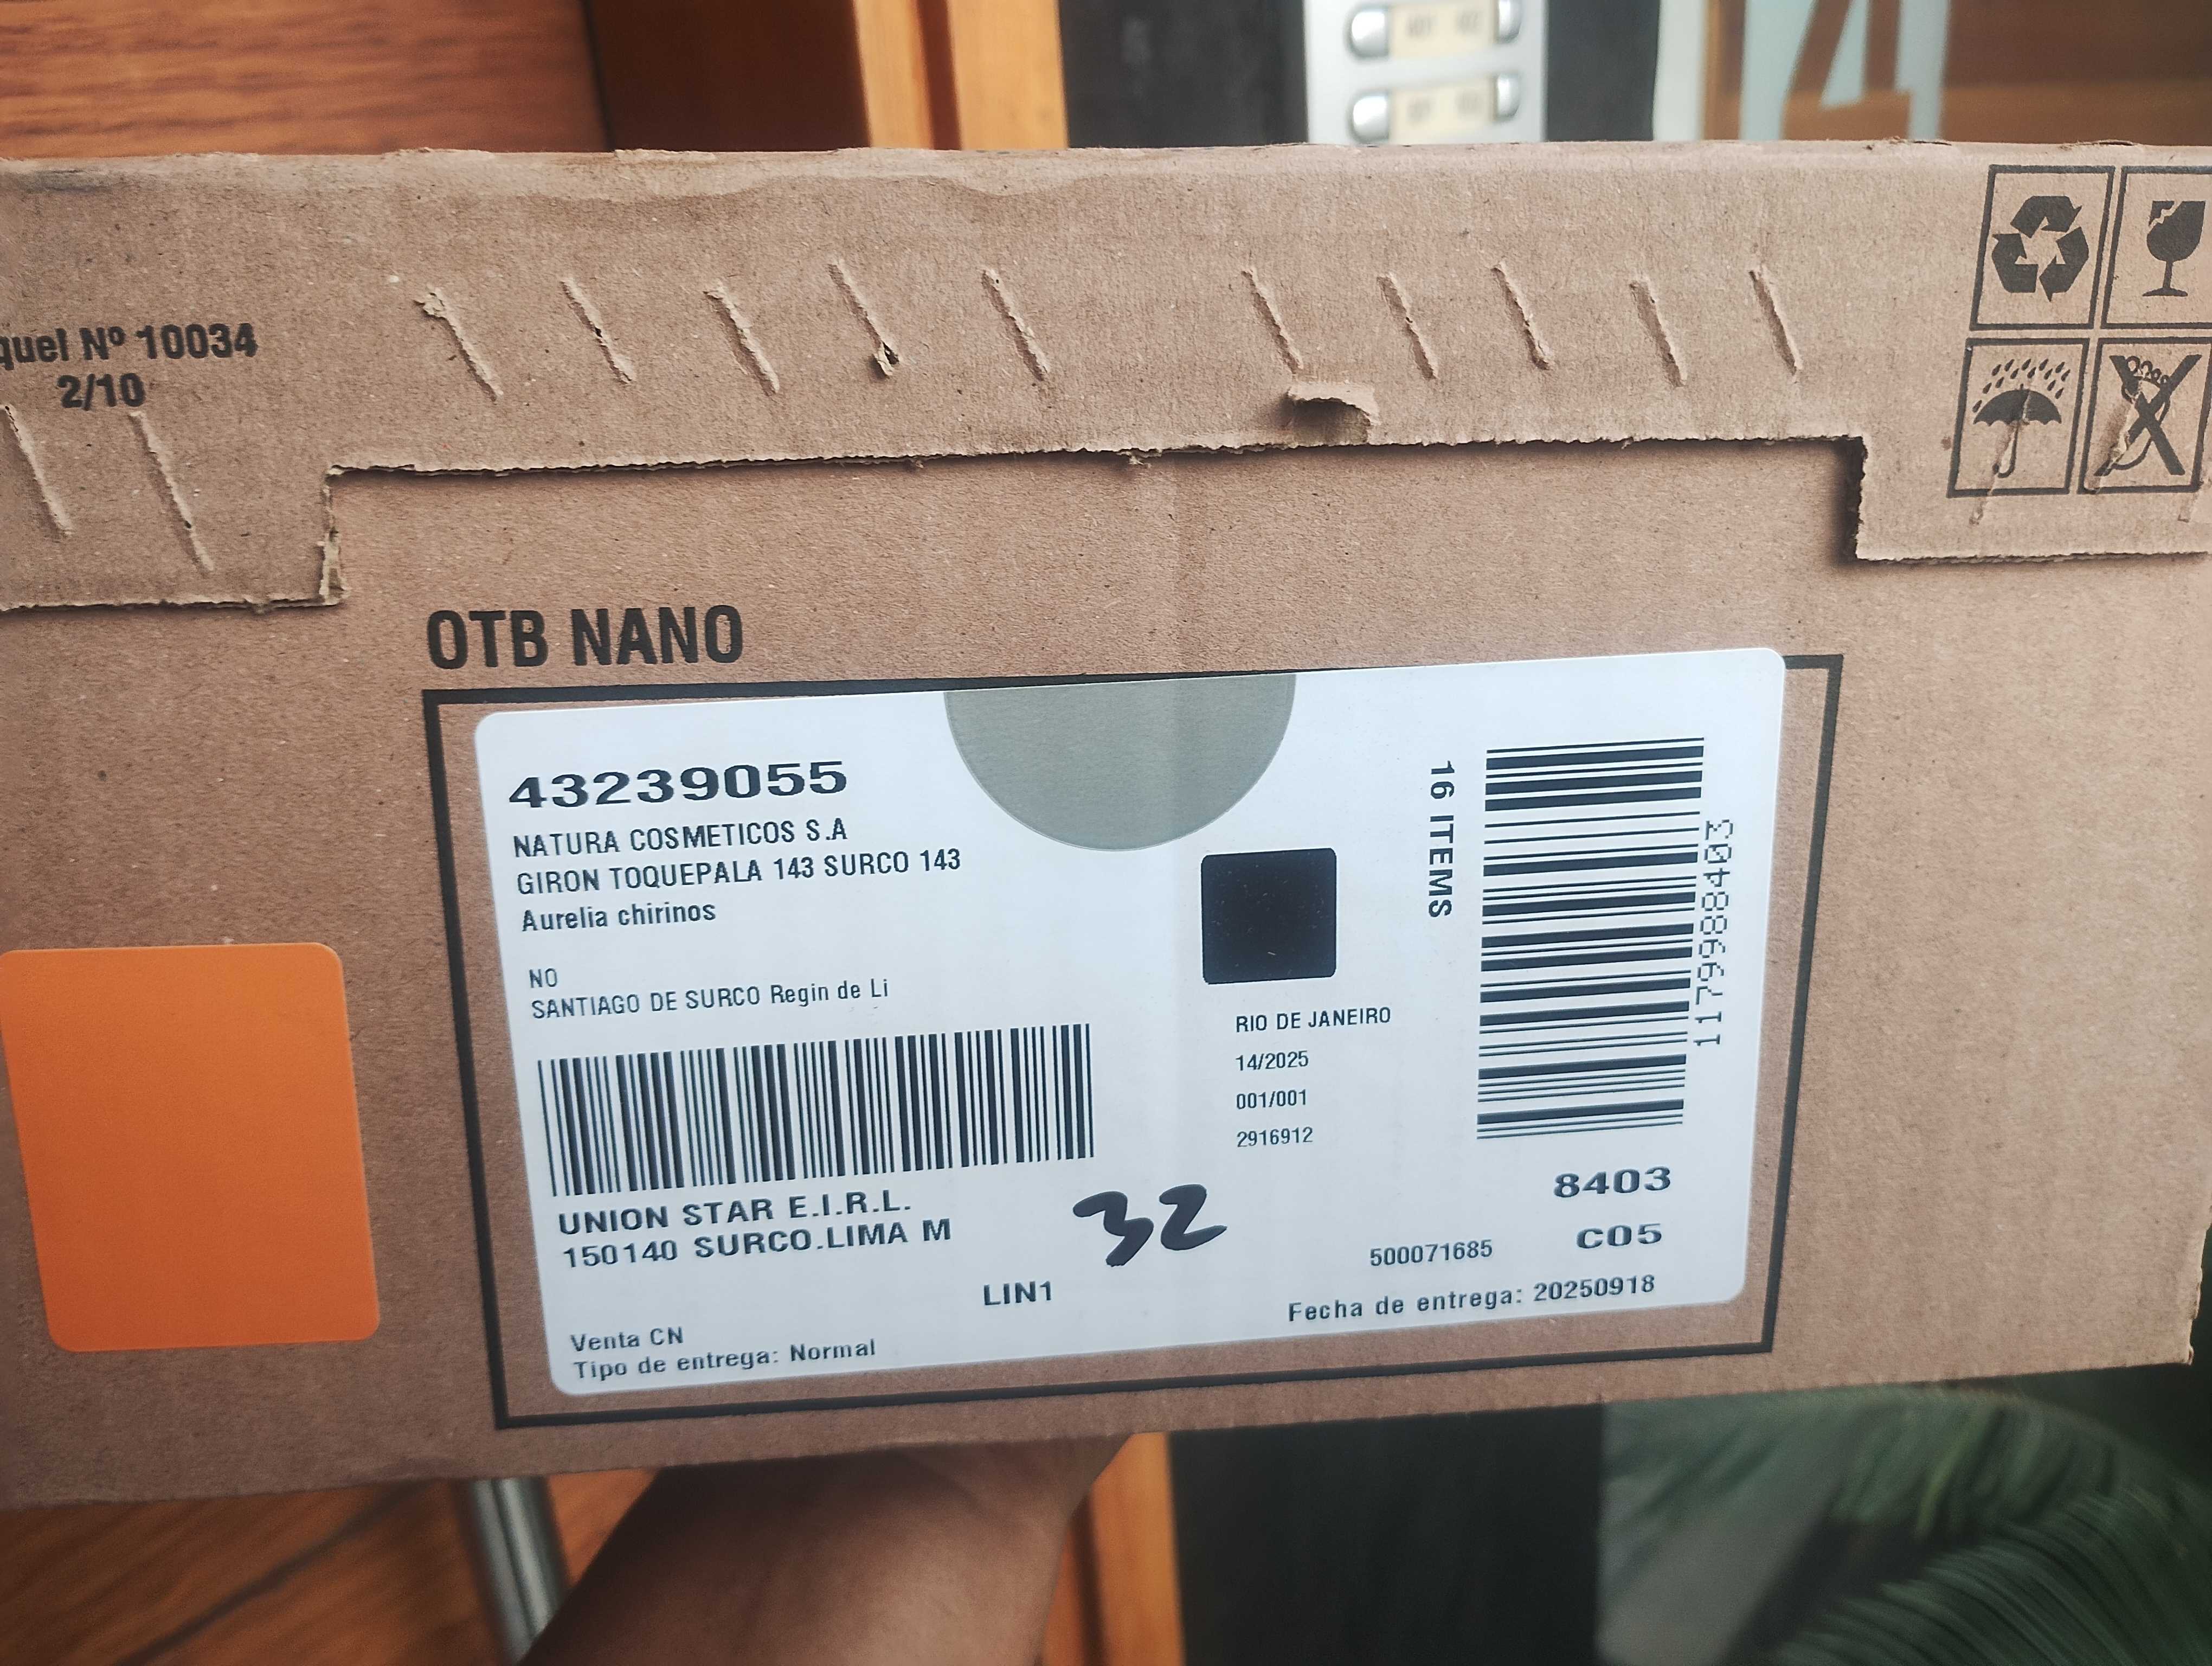 quel Nº 10034
2/10
OTB NANO
43239055
NATURA COSMETICOS S.A
GIRON TOQUEPALA 143 SURCO 143
Aurelia chirinos
NO
SANTIAGO DE SURCO Regin de Li
UNION STAR E.I.R.L.
150140 SURCO.LIMA M
32
LIN1
Venta CN
Tipo de entrega: Normal
RIO DE JANEIRO
14/2025
001/001
2916912
16 ITEMS
1179988403
8403
C05
500071685
Fecha de entrega: 20250918